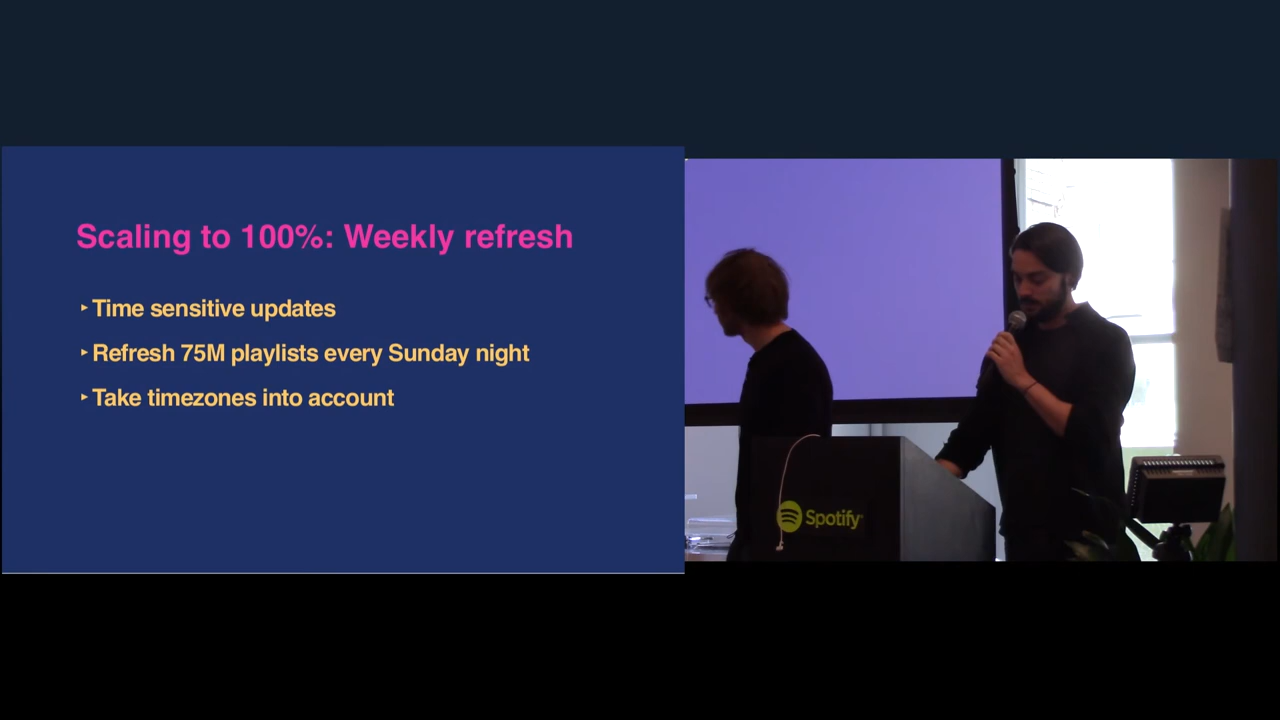 Scaling to 100%: Weekly refresh
‣ Time sensitive updates
‣ Refresh 75M playlists every Sunday night
‣ Take timezones into account
Spotify